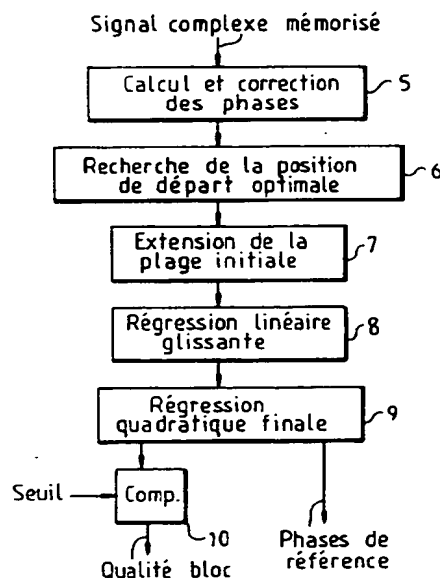 Signal complexe mémorisé
Calcul et correction
des phases
5
Recherche de la position
de départ optimale
6
Extension de la
plage initiale
7
Régression linéaire
glissante
8
Régression
quadratique finale
9
Seuil
Comp.
10
Qualité bloc
Phases de
référence